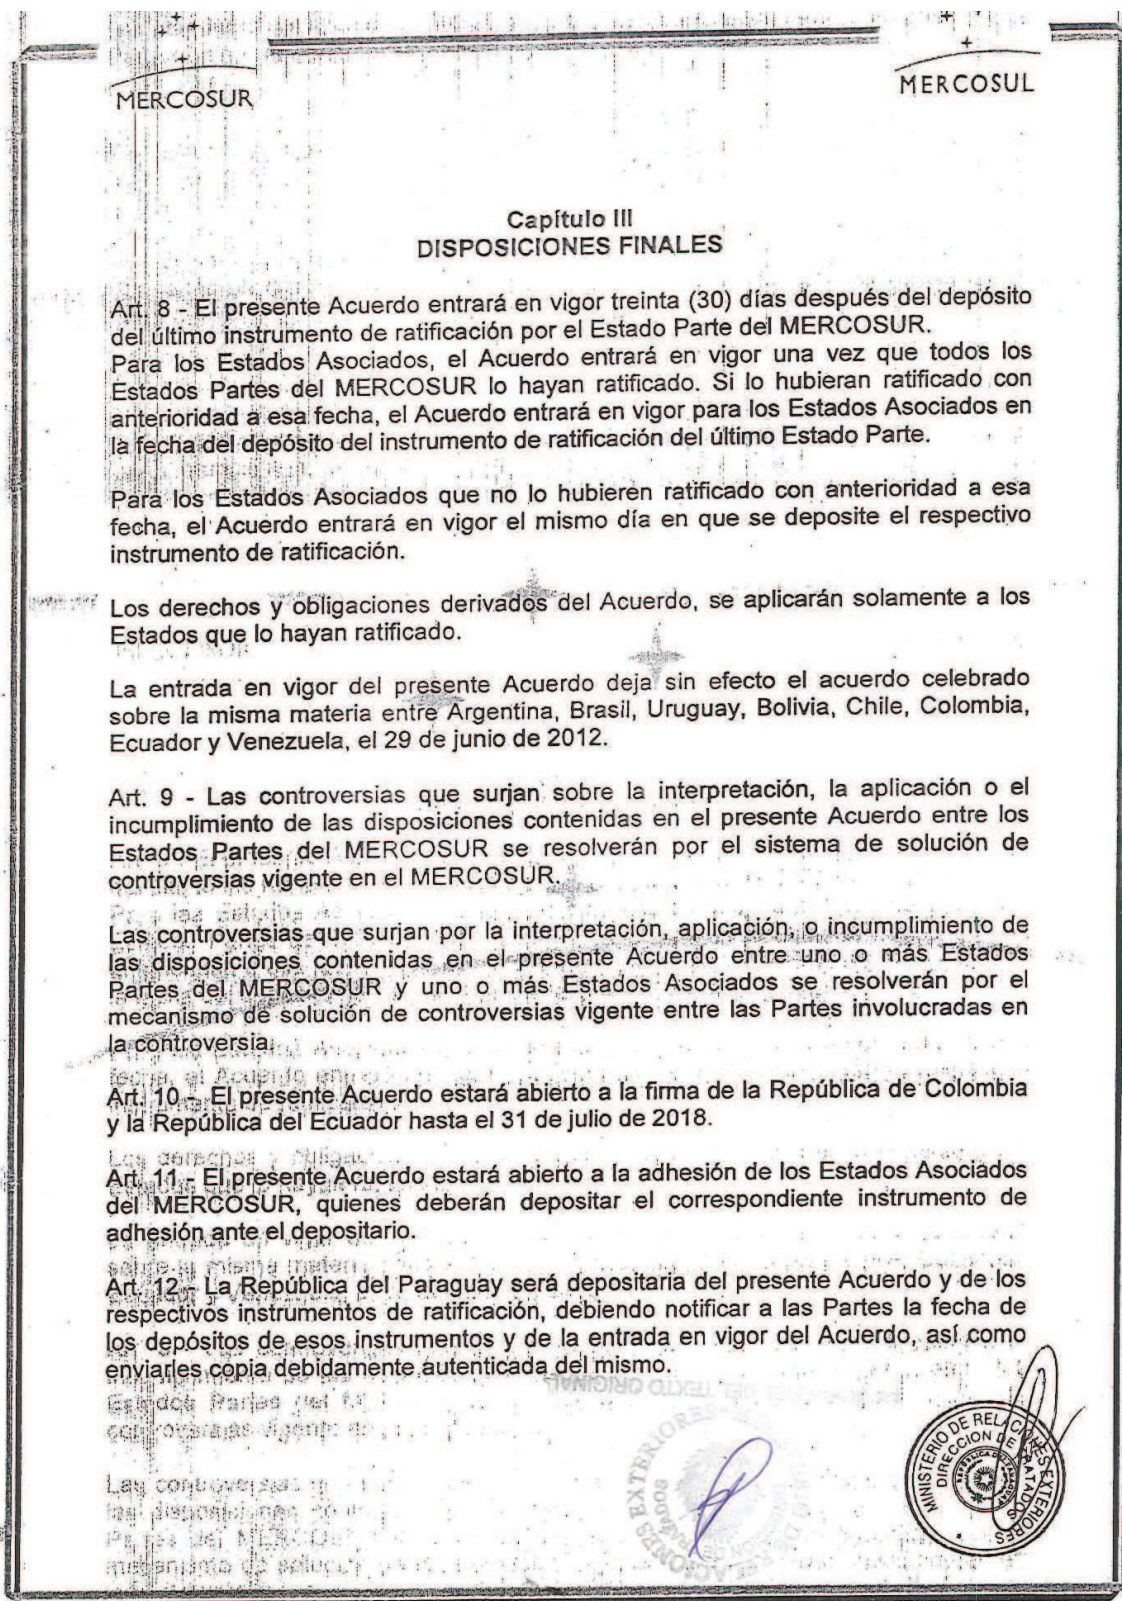 MERCOSUR
MERCOSUL
Capítulo III
DISPOSICIONES FINALES
Art. 8 - El presente Acuerdo entrará en vigor treinta (30) días después del depósito
del último instrumento de ratificación por el Estado Parte del MERCOSUR.
Para los Estados Asociados, el Acuerdo entrará en vigor una vez que todos los
Estados Partes del MERCOSUR lo hayan ratificado. Si lo hubieran ratificado con
anterioridad a esa fecha, el Acuerdo entrará en vigor para los Estados Asociados en
la fecha del depósito del instrumento de ratificación del último Estado Parte.
Para los Estados Asociados que no lo hubieren ratificado con anterioridad a esa
fecha, el Acuerdo entrará en vigor el mismo día en que se deposite el respectivo
instrumento de ratificación.
Los derechos y obligaciones derivados del Acuerdo, se aplicarán solamente a los
Estados que lo hayan ratificado.
La entrada en vigor del presente Acuerdo deja sin efecto el acuerdo celebrado
sobre la misma materia entre Argentina, Brasil, Uruguay, Bolivia, Chile, Colombia,
Ecuador y Venezuela, el 29 de junio de 2012.
Art. 9 - Las controversias que surjan sobre la interpretación, la aplicación o el
incumplimiento de las disposiciones contenidas en el presente Acuerdo entre los
Estados Partes del MERCOSUR se resolverán por el sistema de solución de
controversias vigente en el MERCOSUR.
Las controversias que surjan por la interpretación, aplicación, o incumplimiento de
las disposiciones contenidas en el presente Acuerdo entre uno o más Estados
Partes del MERCOSUR y uno o más Estados Asociados se resolverán por el
mecanismo de solución de controversias vigente entre las Partes involucradas en
la controversia.
Art. 10 - El presente Acuerdo estará abierto a la firma de la República de Colombia
y la República del Ecuador hasta el 31 de julio de 2018.
Art. 11 - El presente Acuerdo estará abierto a la adhesión de los Estados Asociados
del MERCOSUR, quienes deberán depositar el correspondiente instrumento de
adhesión ante el depositario.
Art. 12 - La República del Paraguay será depositaria del presente Acuerdo y de los
respectivos instrumentos de ratificación, debiendo notificar a las Partes la fecha de
los depósitos de esos instrumentos y de la entrada en vigor del Acuerdo, así como
enviarles copia debidamente autenticada del mismo.
MINISTERIO DE RELACIONES EXTERIORES
DIRECCION DE TRATADOS